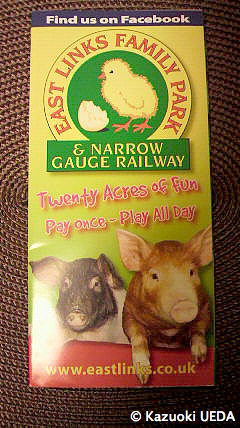 Find us on Facebook
EAST LINKS FAMILY PARK
& NARROW
GAUGE RAILWAY
Twenty Acres of Fun
Pay once - Play All Day
www.eastlinks.co.uk
© Kazuoki UEDA